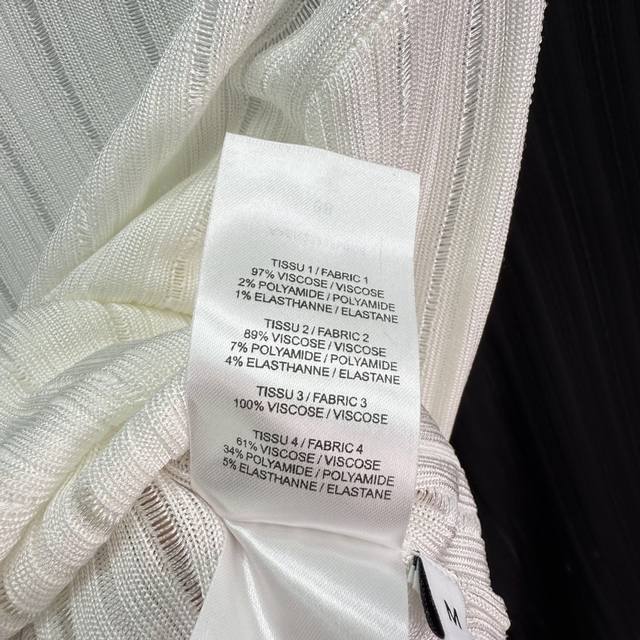 TISSU 1 / FABRIC 1
97% VISCOSE / VISCOSE
2% POLYAMIDE / POLYAMIDE
1% ELASTHANNE / ELASTANE
TISSU 2 / FABRIC 2
89% VISCOSE / VISCOSE
7% POLYAMIDE / POLYAMIDE
4% ELASTHANNE / ELASTANE
TISSU 3 / FABRIC 3
100% VISCOSE / VISCOSE
TISSU 4 / FABRIC 4
61% VISCOSE / VISCOSE
34% POLYAMIDE / POLYAMIDE
5% ELASTHANNE / ELASTANE
M